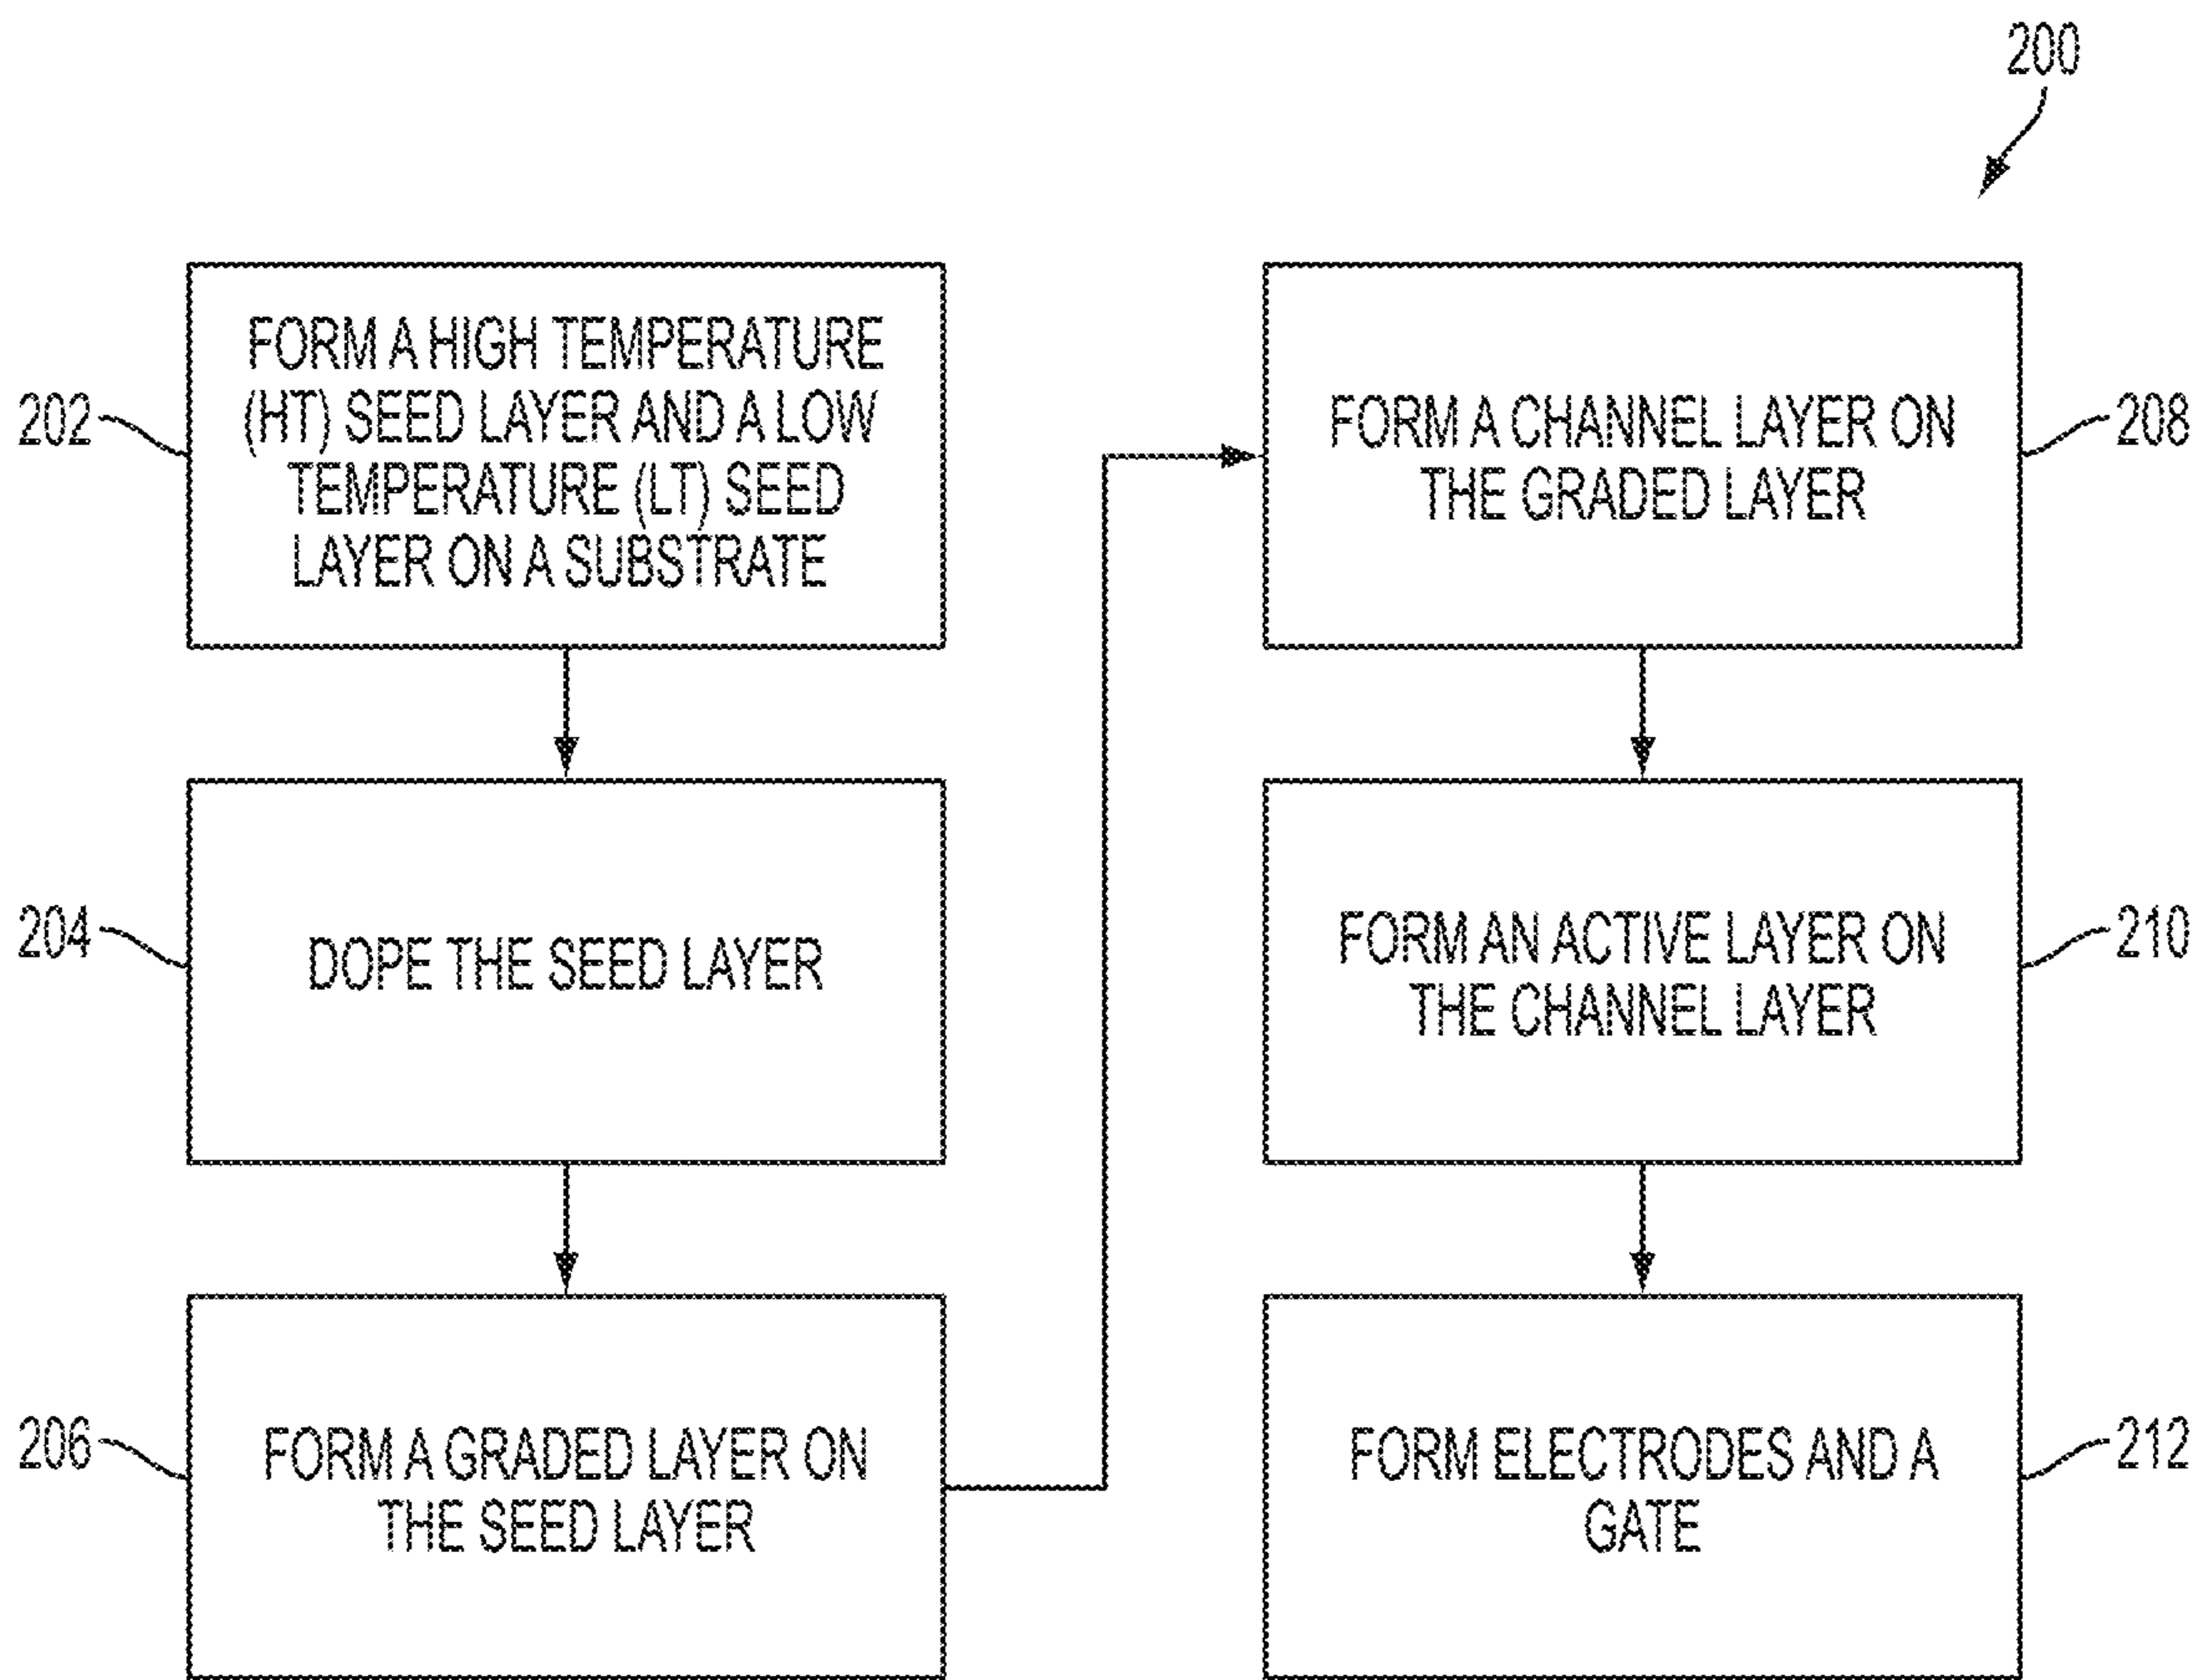 200
202
FORM A HIGH TEMPERATURE
(HT) SEED LAYER AND A LOW
TEMPERATURE (LT) SEED
LAYER ON A SUBSTRATE
204
DOPE THE SEED LAYER
206
FORM A GRADED LAYER ON
THE SEED LAYER
FORM A CHANNEL LAYER ON
THE GRADED LAYER
208
FORM AN ACTIVE LAYER ON
THE CHANNEL LAYER
210
FORM ELECTRODES AND A
GATE
212